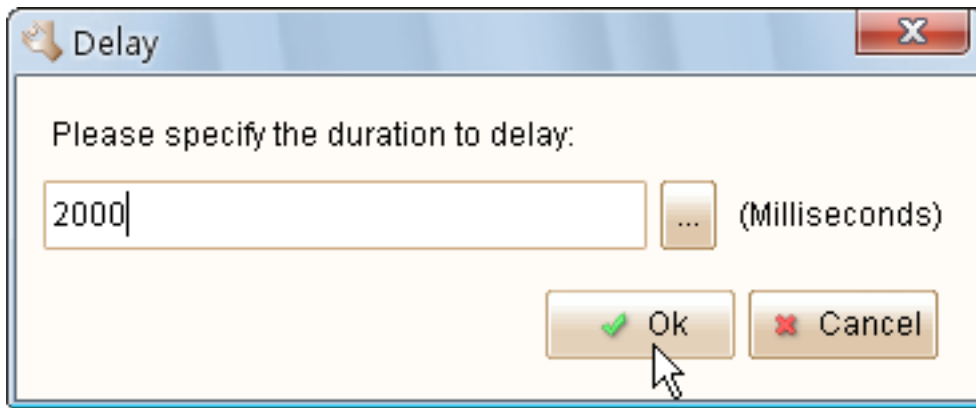 Delay
Please specify the duration to delay:
2000 ... (Milliseconds)
Ok Cancel